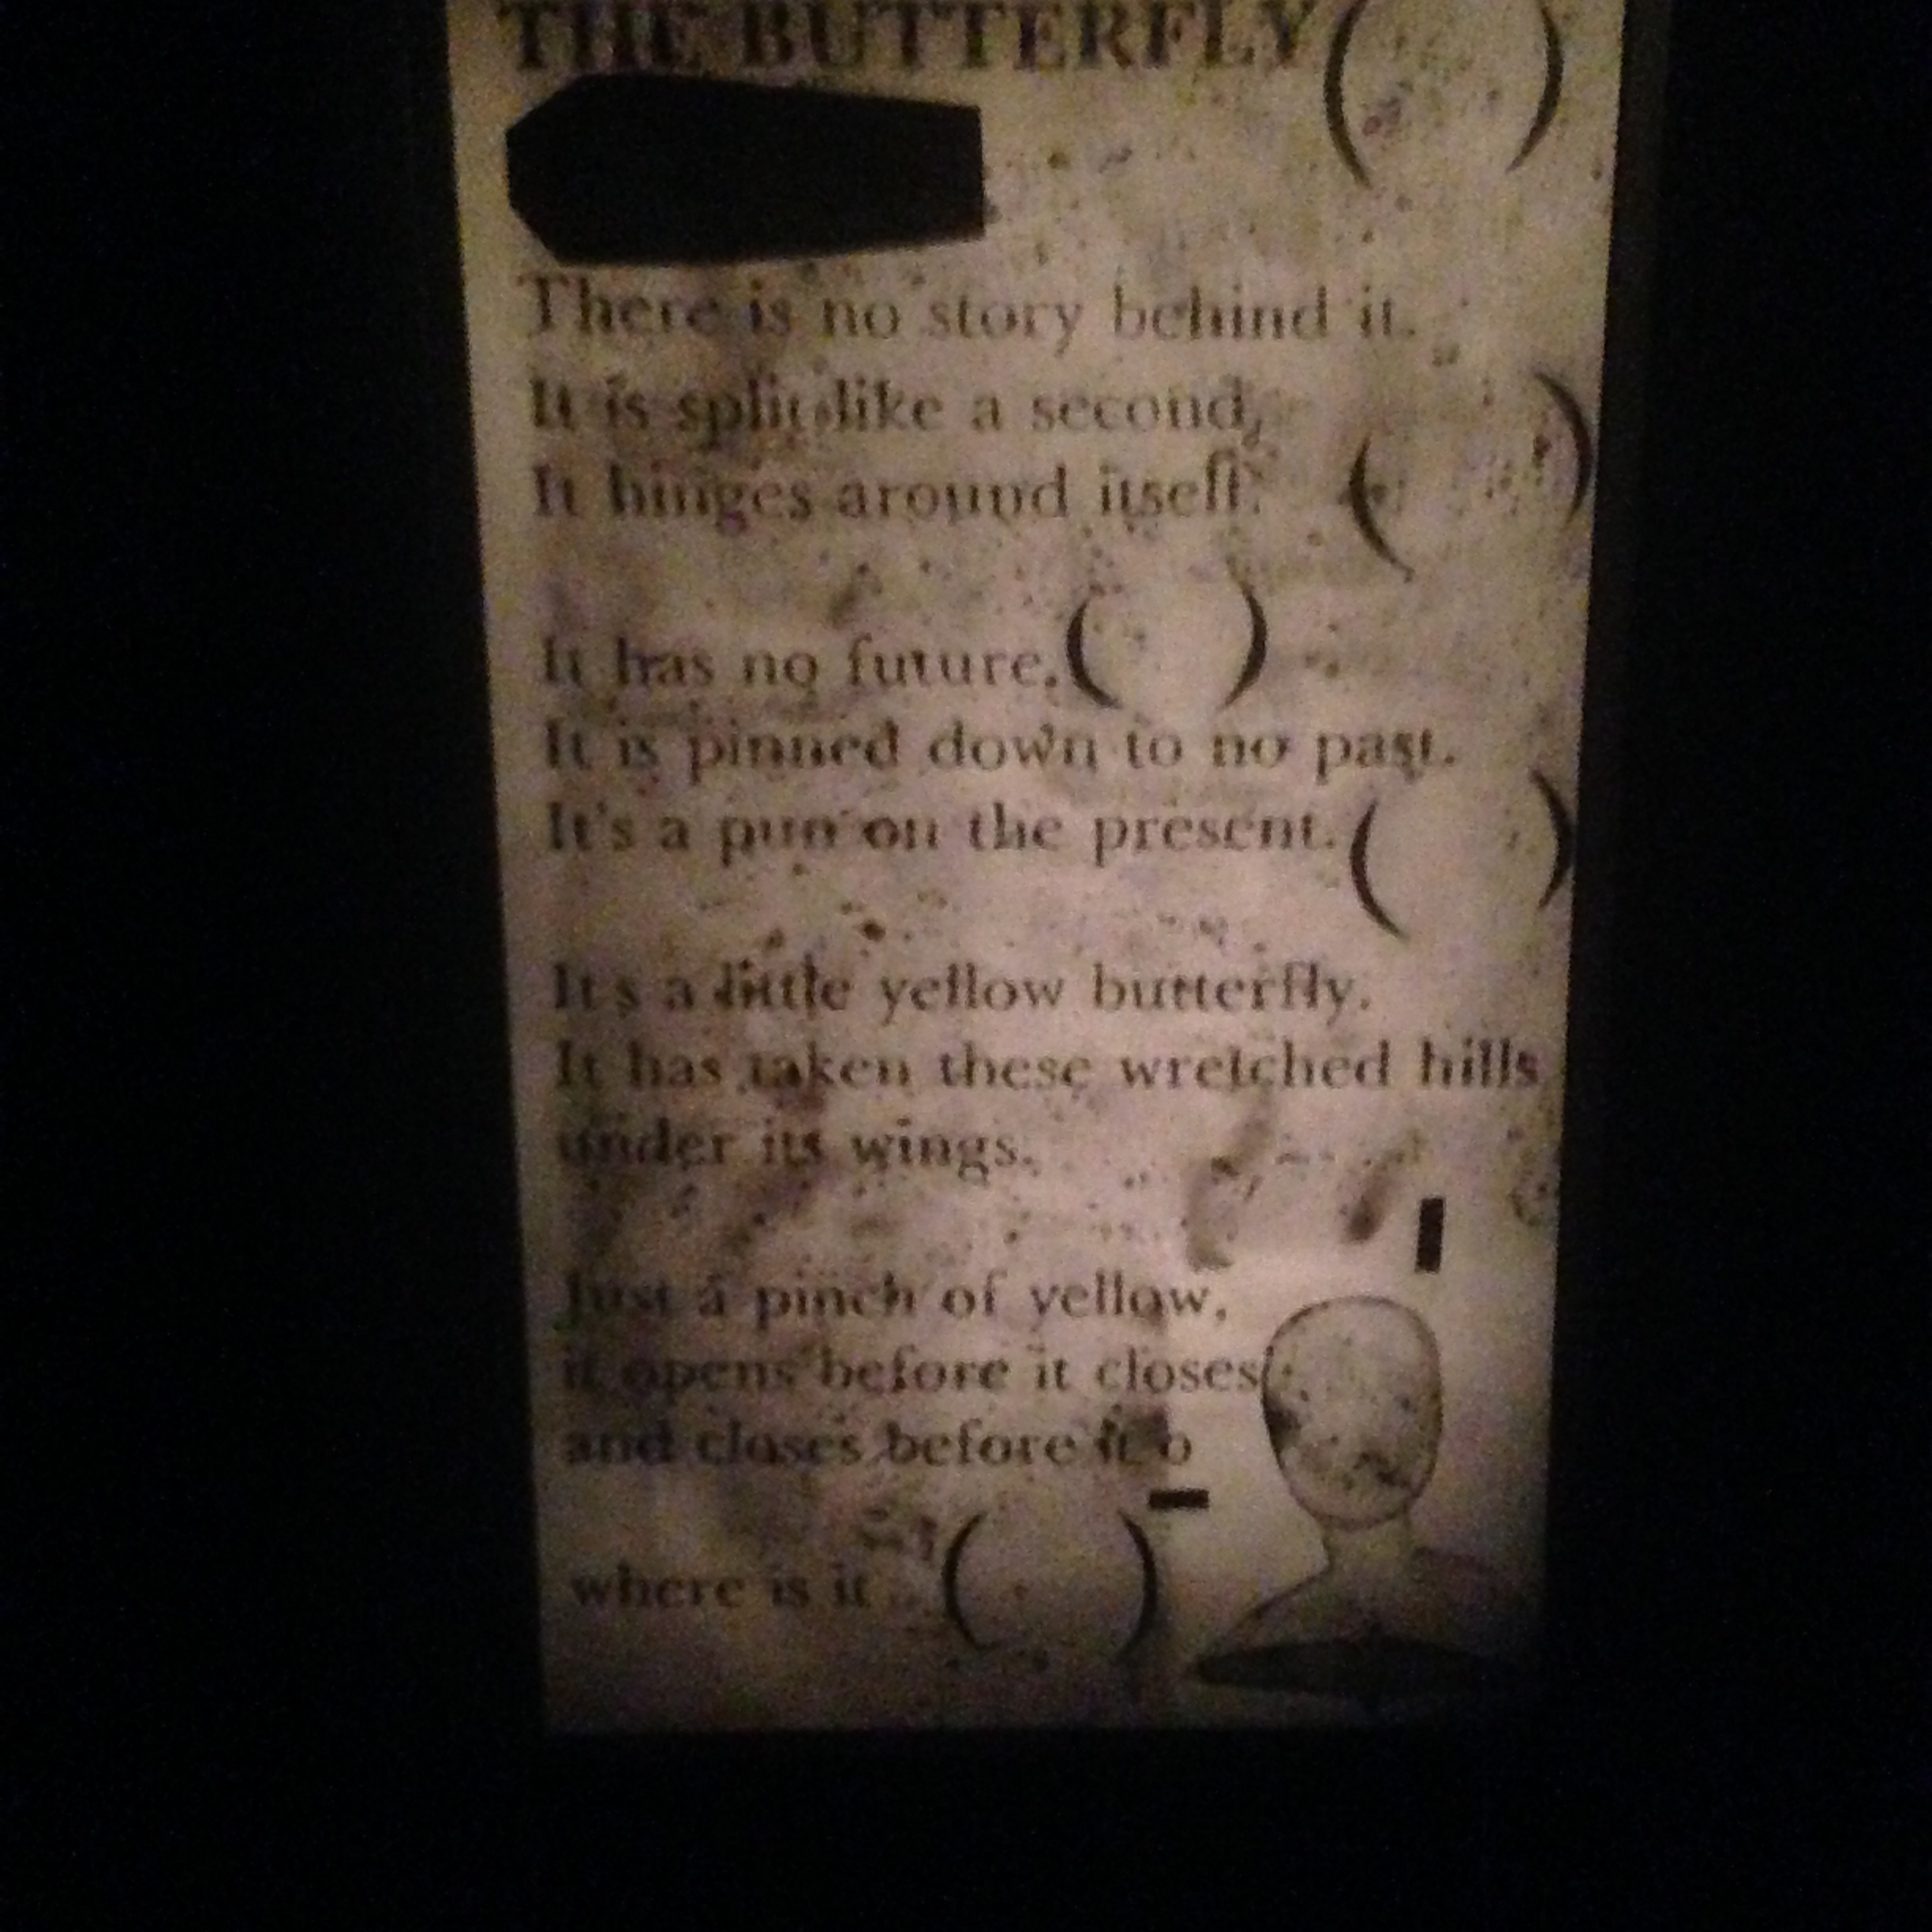 THE BUTTERFLY ( )
There is no story behind it.
It is split like a second.
It hinges around itself. ( )
It has no future. ( )
It is pinned down to no past.
It's a pun on the present. ( )
It's a little yellow butterfly.
It has taken these wretched hills
under its wings.
Just a pinch of yellow,
it opens before it closes
and closes before it o
where is it ( )